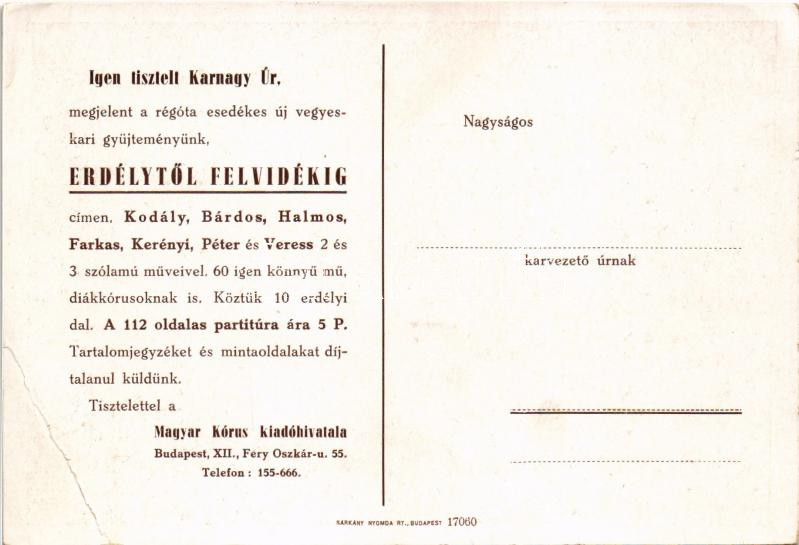 Igen tisztelt Karnagy Úr,
megjelent a régóta esedékes új vegyes-
kari gyüjteményünk,
ERDÉLYTŐL FELVIDÉKIG
címen, Kodály, Bárdos, Halmos,
Farkas, Kerényi, Péter és Veress 2 és
3 szólamú műveivel. 60 igen könnyű mű,
diákkórusoknak is. Köztük 10 erdélyi
dal. A 112 oldalas partitúra ára 5 P.
Tartalomjegyzéket és mintaoldalakat díj-
talanul küldünk.
Tisztelettel a
Magyar Kórus kiadóhivatala
Budapest, XII., Fery Oszkár-u. 55.
Telefon : 155-666.
Nagyságos
karvezető úrnak
SÁRKÁNY NYOMDA RT., BUDAPEST 17060